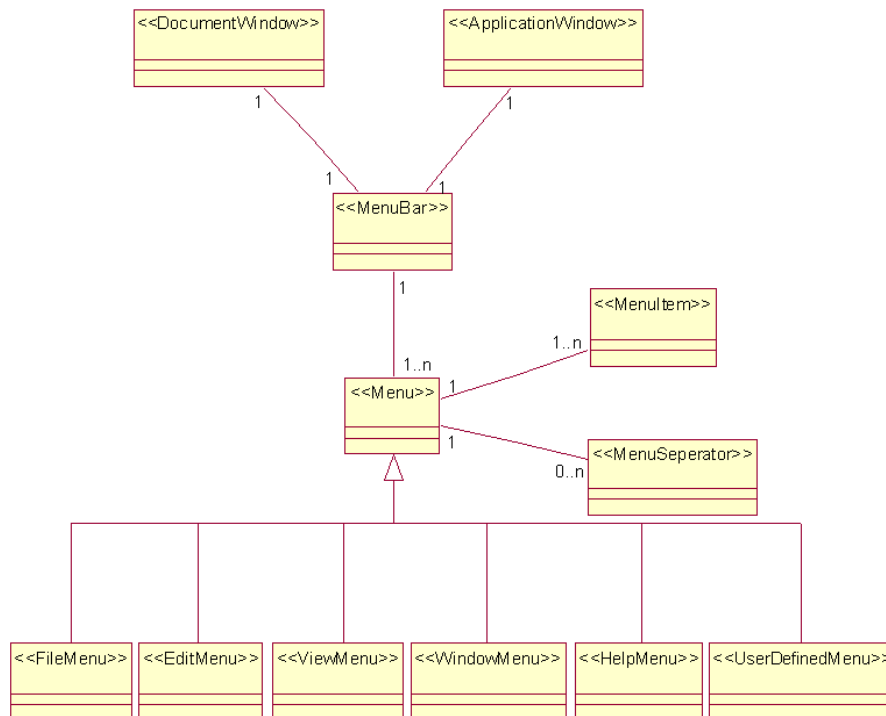 <<DocumentWindow>>
<<ApplicationWindow>>
1
1
1
1
<<MenuBar>>
1
<<MenuItem>>
1..n
1..n
<<Menu>>
1
1
<<MenuSeperator>>
0..n
<<FileMenu>>
<<EditMenu>>
<<ViewMenu>>
<<WindowMenu>>
<<HelpMenu>>
<<UserDefinedMenu>>